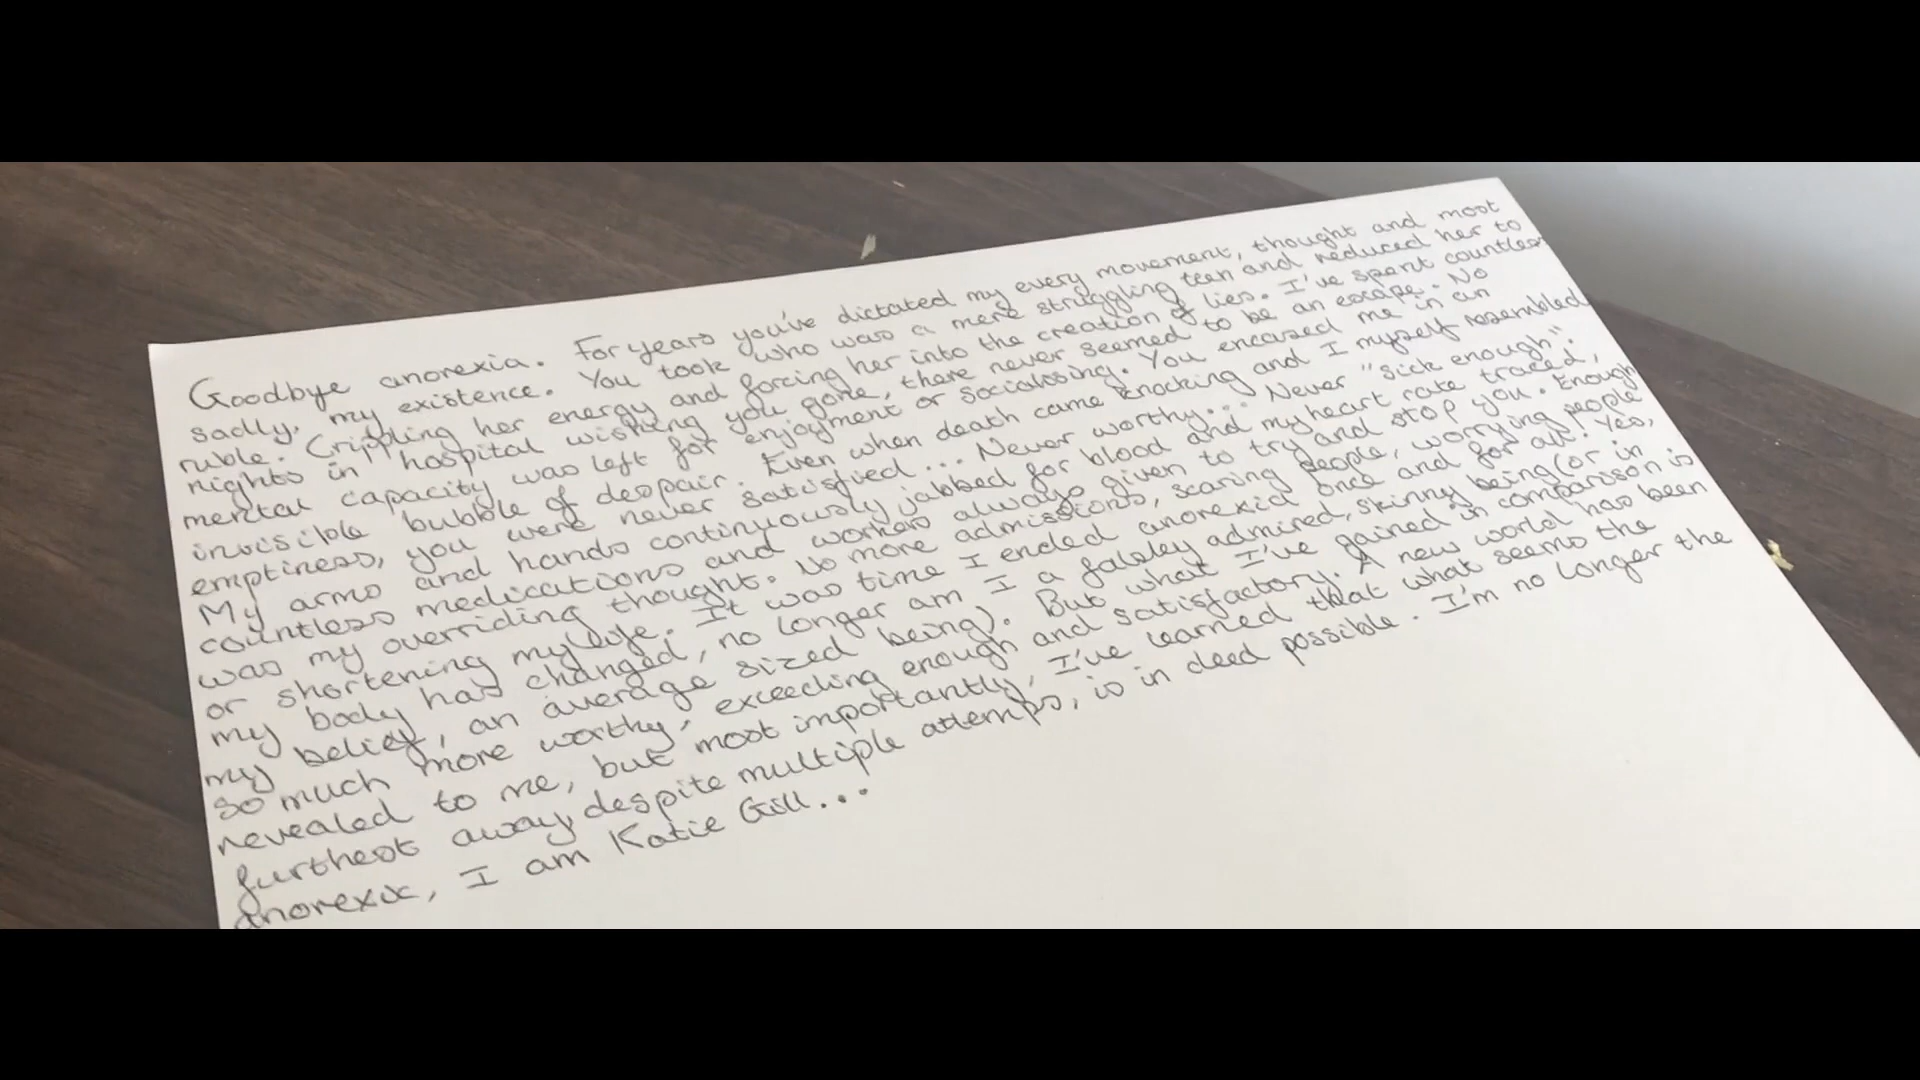 Goodbye anorexia. For years you've dictated my every movement, thought and most
sadly, my existence. You took who was a mere struggling teen and reduced her to
ruble. Crippling her energy and forcing her into the creation of lies. I've spent countless
nights in hospital wishing you gone, there never seemed to be an escape. No
mental capacity was left for enjoyment or socialising. You encased me in an
invisible bubble of despair. Even when death came knocking and I myself resembled
emptiness, you were never satisfied... Never worthy... Never "sick enough".
My arms and hands continuously jabbed for blood and my heart rate traced,
countless medications and workers always given to try and stop you. Enough
was my overriding thought. No more admissions, scaring people, worrying people
or shortening my life. It was time I ended anorexia once and for all. Yes,
my body has changed, no longer am I a falsley admired, skinny being (or in
my belief, an average sized being). But what I've gained in comparison is
so much more worthy, exceeding enough and satisfactory. A new world has been
revealed to me, but most importantly, I've learned that what seems the
furthest away, despite multiple attemps, is in deed possible. I'm no longer the
anorexic, I am Katie Gill...